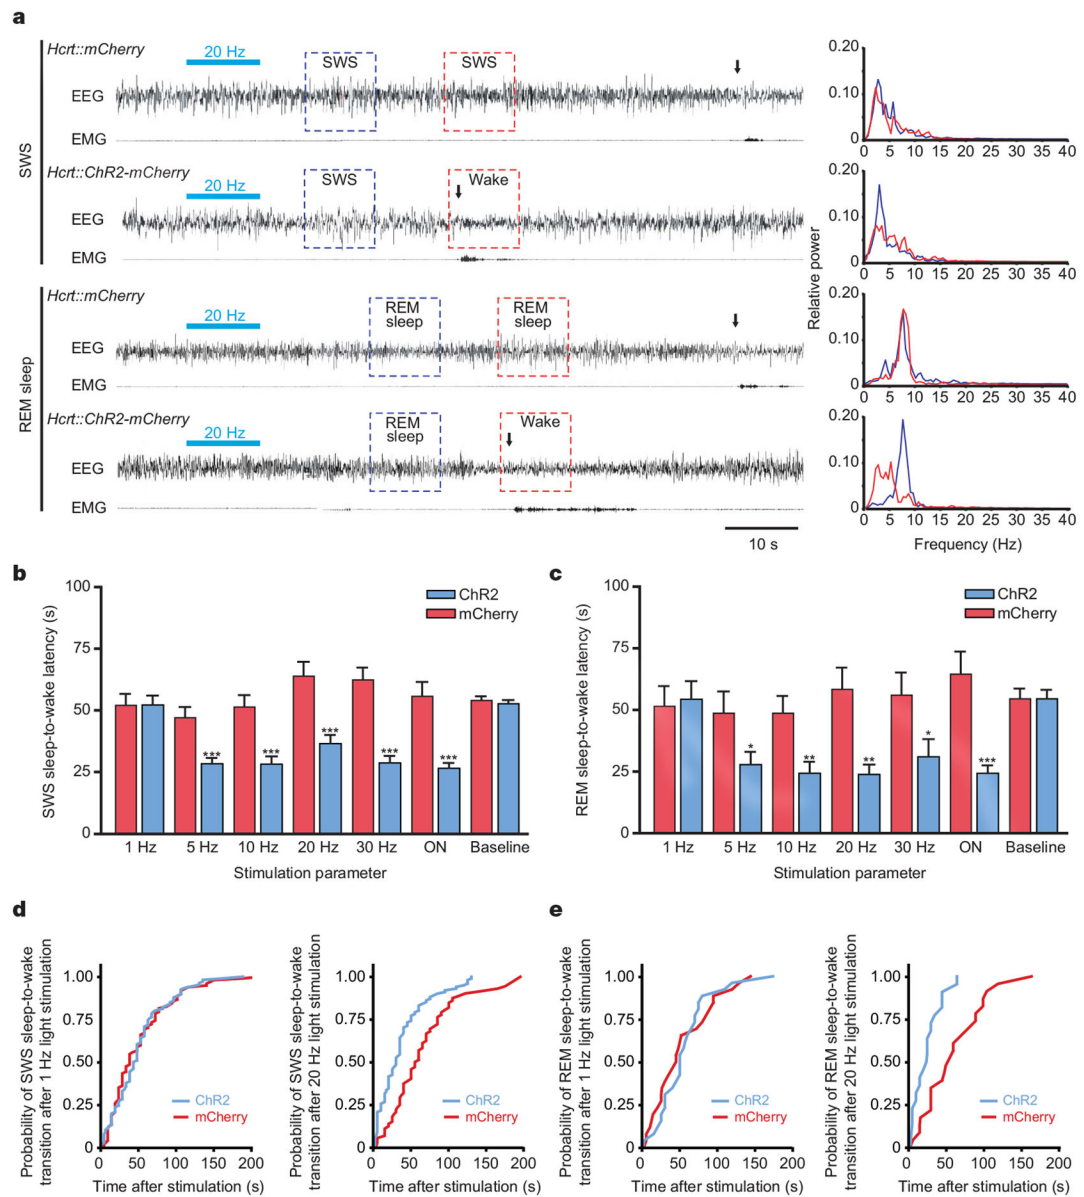 a
Hcrt::mCherry
20 Hz
SWS
SWS
EEG
EMG
Hcrt::ChR2-mCherry
20 Hz
SWS
Wake
EEG
EMG
SWS
Hcrt::mCherry
20 Hz
REM
sleep
REM
sleep
EEG
EMG
Hcrt::ChR2-mCherry
20 Hz
REM
sleep
Wake
EEG
EMG
REM sleep
10 s
0.20
0.10
0
0 5 10 15 20 25 30 35 40
0.20
0.10
0
0 5 10 15 20 25 30 35 40
0.20
0.10
0
0 5 10 15 20 25 30 35 40
0.20
0.10
0
0 5 10 15 20 25 30 35 40
Relative power
Frequency (Hz)
b
SWS sleep-to-wake latency (s)
100
75
50
25
0
ChR2
mCherry
***
***
***
***
***
1 Hz 5 Hz 10 Hz 20 Hz 30 Hz ON Baseline
Stimulation parameter
c
REM sleep-to-wake latency (s)
100
75
50
25
0
ChR2
mCherry
*
**
**
*
***
1 Hz 5 Hz 10 Hz 20 Hz 30 Hz ON Baseline
Stimulation parameter
d
Probability of SWS sleep-to-wake
transition after 1 Hz light stimulation
1.00
0.75
0.50
0.25
0
ChR2
mCherry
0 50 100 150 200
Time after stimulation (s)
Probability of SWS sleep-to-wake
transition after 20 Hz light stimulation
1.00
0.75
0.50
0.25
0
ChR2
mCherry
0 50 100 150 200
Time after stimulation (s)
e
Probability of REM sleep-to-wake
transition after 1 Hz light stimulation
1.00
0.75
0.50
0.25
0
ChR2
mCherry
0 50 100 150 200
Time after stimulation (s)
Probability of REM sleep-to-wake
transition after 20 Hz light stimulation
1.00
0.75
0.50
0.25
0
ChR2
mCherry
0 50 100 150 200
Time after stimulation (s)